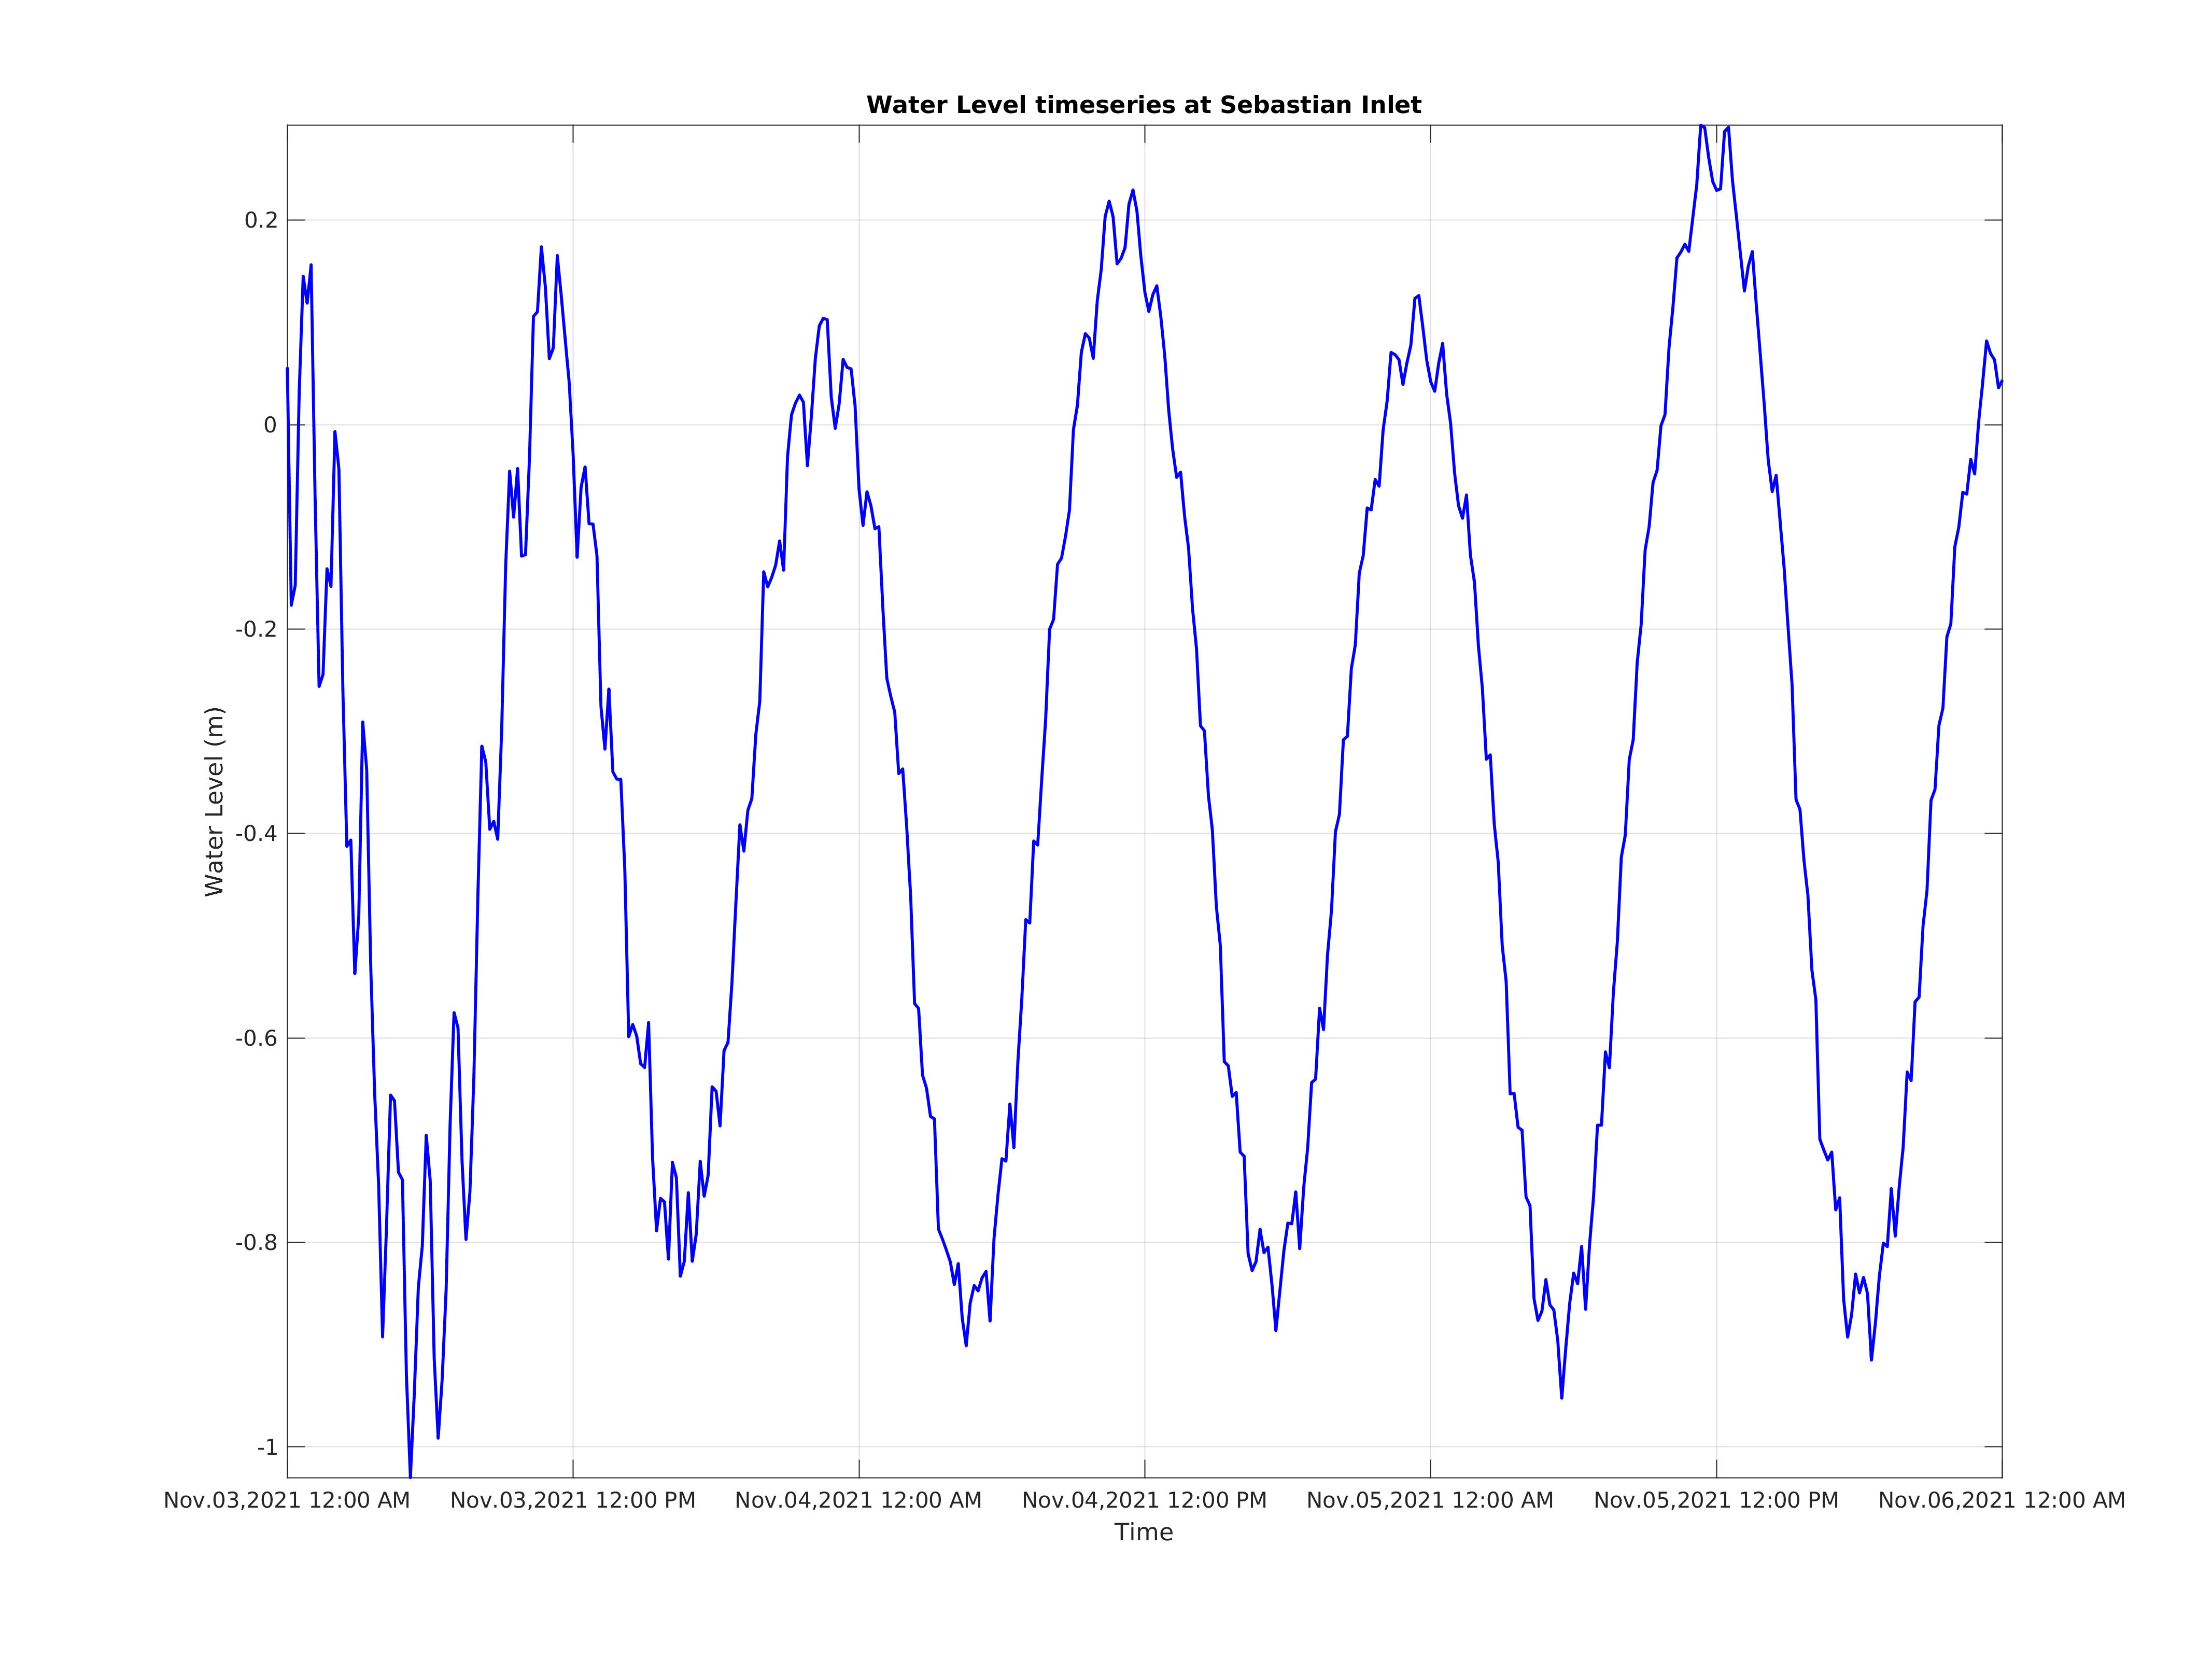 Water Level timeseries at Sebastian Inlet
0.2
0
-0.2
-0.4
-0.6
-0.8
-1
Water Level (m)
Nov.03,2021 12:00 AM Nov.03,2021 12:00 PM Nov.04,2021 12:00 AM Nov.04,2021 12:00 PM Nov.05,2021 12:00 AM Nov.05,2021 12:00 PM Nov.06,2021 12:00 AM
Time